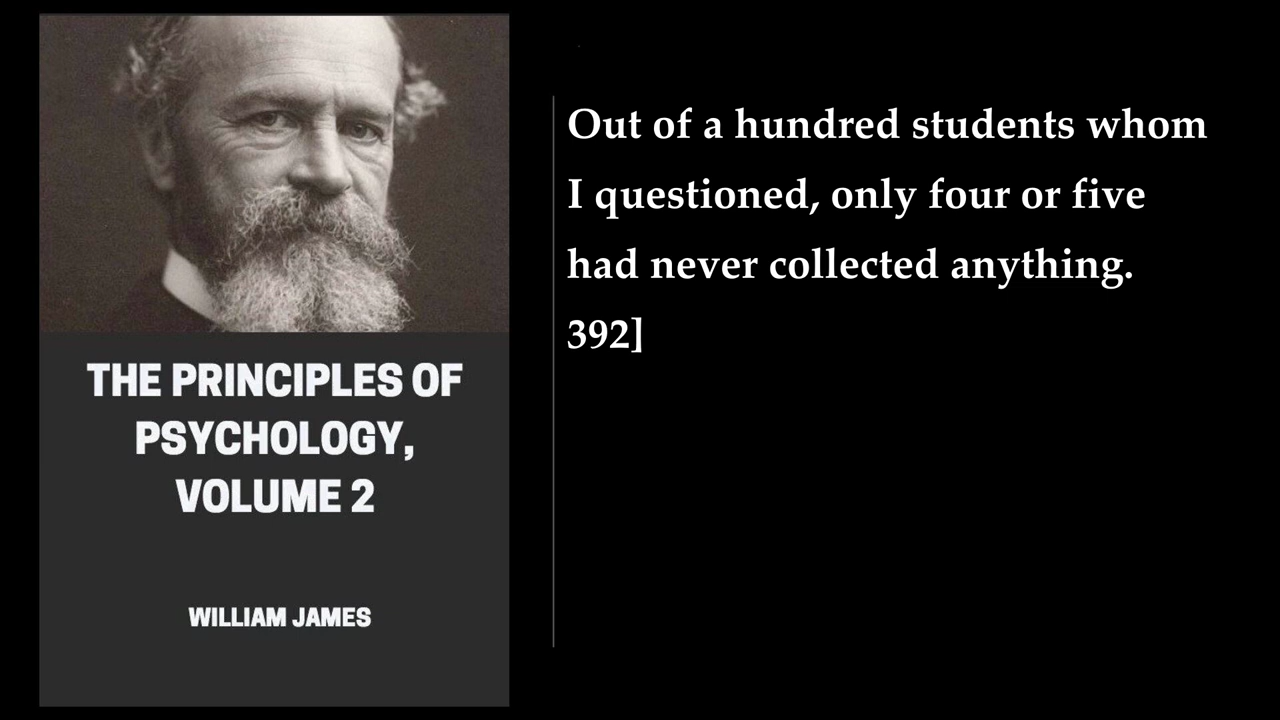 THE PRINCIPLES OF
PSYCHOLOGY,
VOLUME 2
WILLIAM JAMES
Out of a hundred students whom
I questioned, only four or five
had never collected anything.
392]